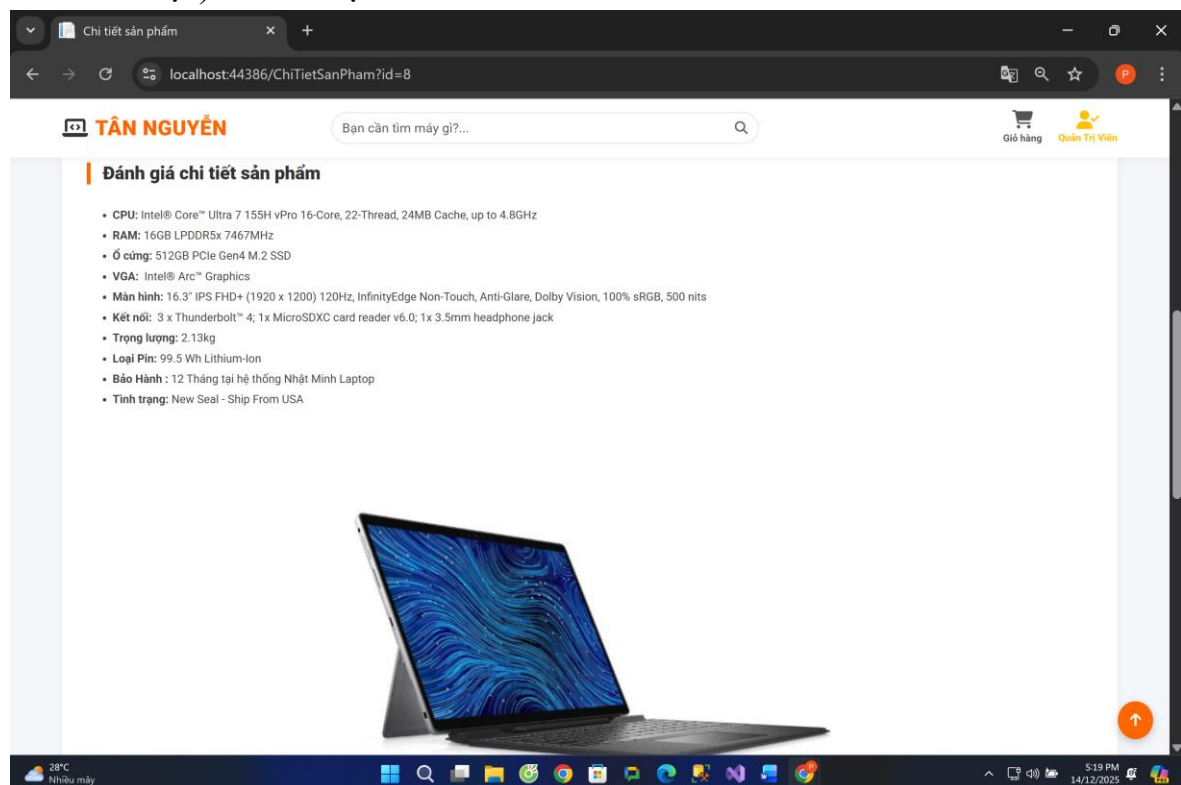 Chi tiết sản phẩm
localhost:44386/ChiTietSanPham?id=8
P
TÂN NGUYỄN
Bạn cần tìm máy gì?...
Giỏ hàng
Quản Trị Viên
Đánh giá chi tiết sản phẩm
• CPU: Intel® Core™ Ultra 7 155H vPro 16-Core, 22-Thread, 24MB Cache, up to 4.8GHz
• RAM: 16GB LPDDR5x 7467MHz
• Ổ cứng: 512GB PCIe Gen4 M.2 SSD
• VGA: Intel® Arc™ Graphics
• Màn hình: 16.3" IPS FHD+ (1920 x 1200) 120Hz, InfinityEdge Non-Touch, Anti-Glare, Dolby Vision, 100% sRGB, 500 nits
• Kết nối: 3 x Thunderbolt™ 4; 1x MicroSDXC card reader v6.0; 1x 3.5mm headphone jack
• Trọng lượng: 2.13kg
• Loại Pin: 99.5 Wh Lithium-Ion
• Bảo Hành : 12 Tháng tại hệ thống Nhật Minh Laptop
• Tình trạng: New Seal - Ship From USA
28°C
Nhiều mây
5:19 PM
14/12/2025